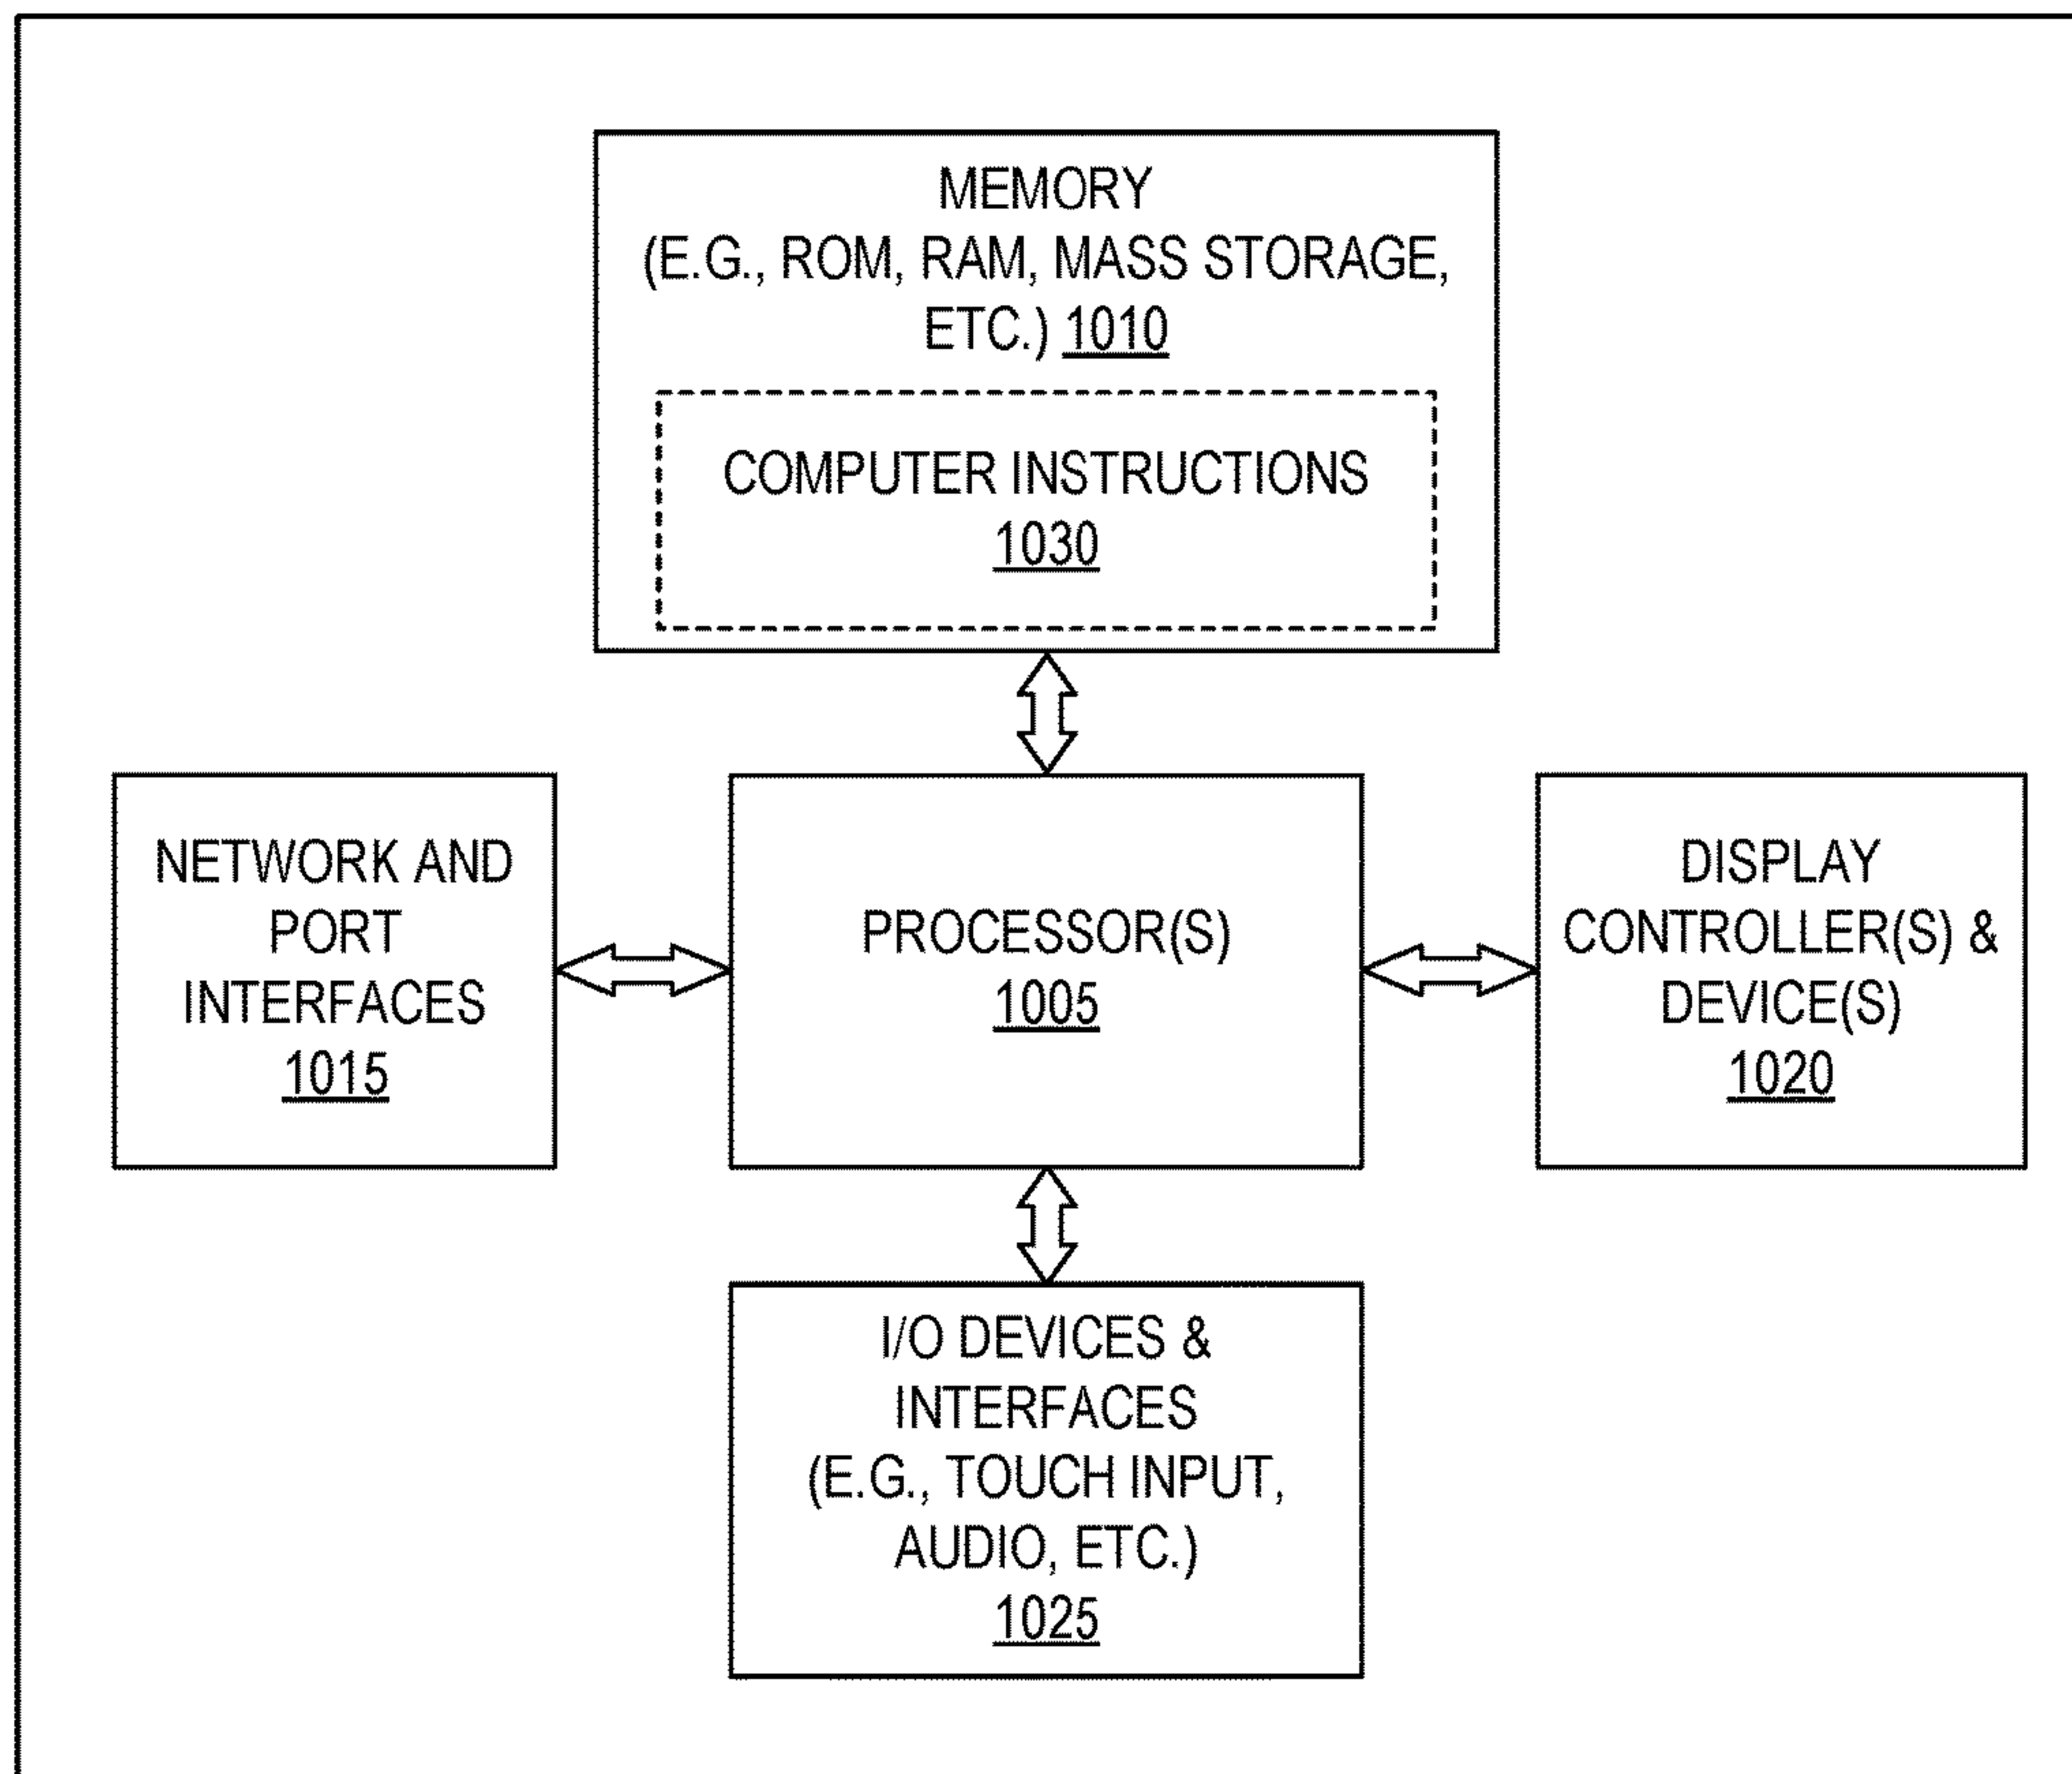 MEMORY
(E.G., ROM, RAM, MASS STORAGE,
ETC.) 1010
COMPUTER INSTRUCTIONS
1030
NETWORK AND
PORT
INTERFACES
1015
PROCESSOR(S)
1005
DISPLAY
CONTROLLER(S) &
DEVICE(S)
1020
I/O DEVICES &
INTERFACES
(E.G., TOUCH INPUT,
AUDIO, ETC.)
1025